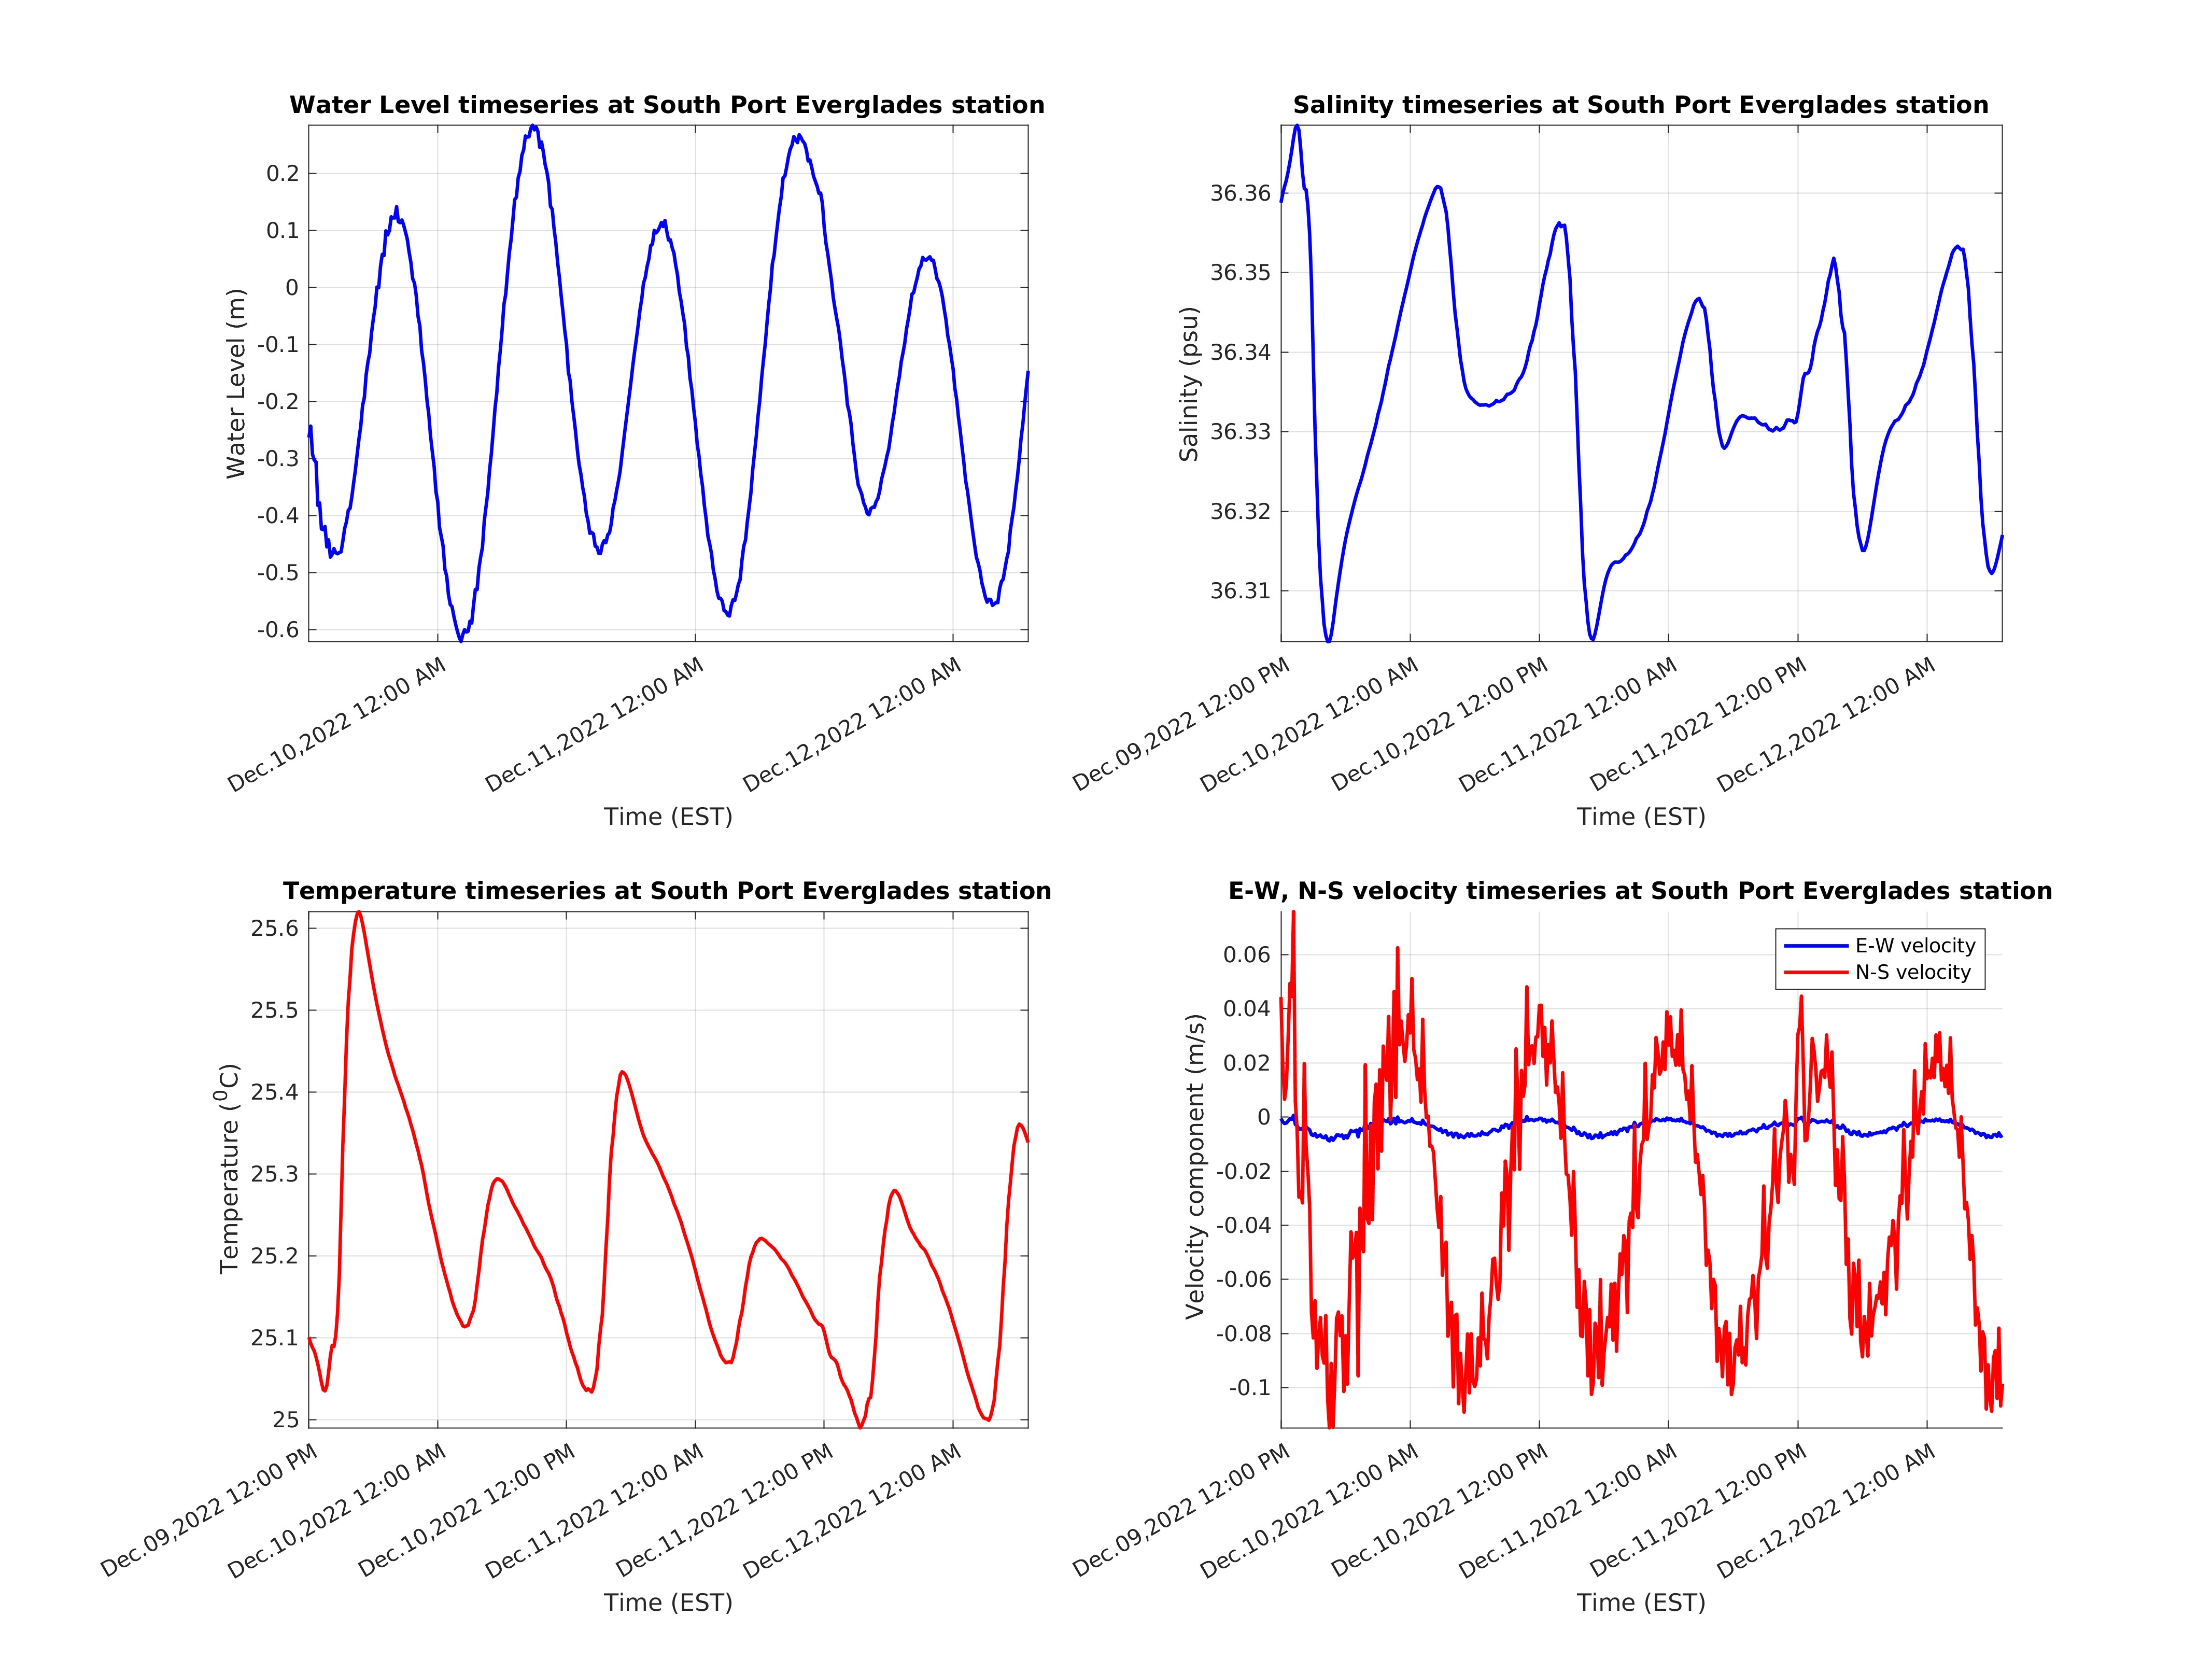 Water Level timeseries at South Port Everglades station
0.2
0.1
0
-0.1
-0.2
-0.3
-0.4
-0.5
-0.6
Water Level (m)
Dec.10,2022 12:00 AM
Dec.11,2022 12:00 AM
Dec.12,2022 12:00 AM
Time (EST)
Salinity timeseries at South Port Everglades station
36.36
36.35
36.34
36.33
36.32
36.31
Salinity (psu)
Dec.09,2022 12:00 PM
Dec.10,2022 12:00 AM
Dec.10,2022 12:00 PM
Dec.11,2022 12:00 AM
Dec.11,2022 12:00 PM
Dec.12,2022 12:00 AM
Time (EST)
Temperature timeseries at South Port Everglades station
25.6
25.5
25.4
25.3
25.2
25.1
25
Temperature (⁰C)
Dec.09,2022 12:00 PM
Dec.10,2022 12:00 AM
Dec.10,2022 12:00 PM
Dec.11,2022 12:00 AM
Dec.11,2022 12:00 PM
Dec.12,2022 12:00 AM
Time (EST)
E-W, N-S velocity timeseries at South Port Everglades station
E-W velocity
N-S velocity
0.06
0.04
0.02
0
-0.02
-0.04
-0.06
-0.08
-0.1
Velocity component (m/s)
Dec.09,2022 12:00 PM
Dec.10,2022 12:00 AM
Dec.10,2022 12:00 PM
Dec.11,2022 12:00 AM
Dec.11,2022 12:00 PM
Dec.12,2022 12:00 AM
Time (EST)